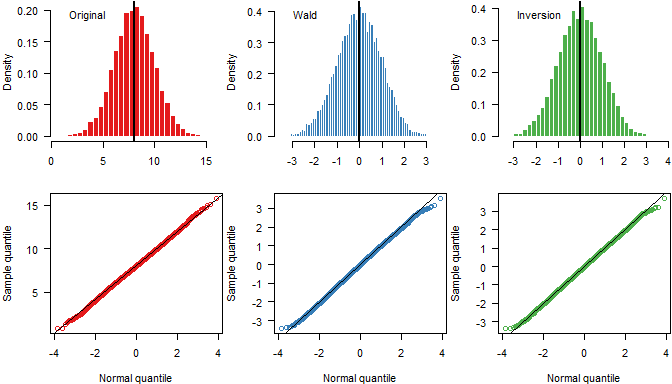 Original
Density
0.20
0.15
0.10
0.05
0.00
0 5 10 15
Wald
Density
0.4
0.3
0.2
0.1
0.0
-3 -2 -1 0 1 2 3
Inversion
Density
0.4
0.3
0.2
0.1
0.0
-3 -2 -1 0 1 2 3 4
Sample quantile
15
10
5
-4 -2 0 2 4
Normal quantile
Sample quantile
3
2
1
0
-1
-2
-3
-4 -2 0 2 4
Normal quantile
Sample quantile
3
2
1
0
-1
-2
-3
-4 -2 0 2 4
Normal quantile